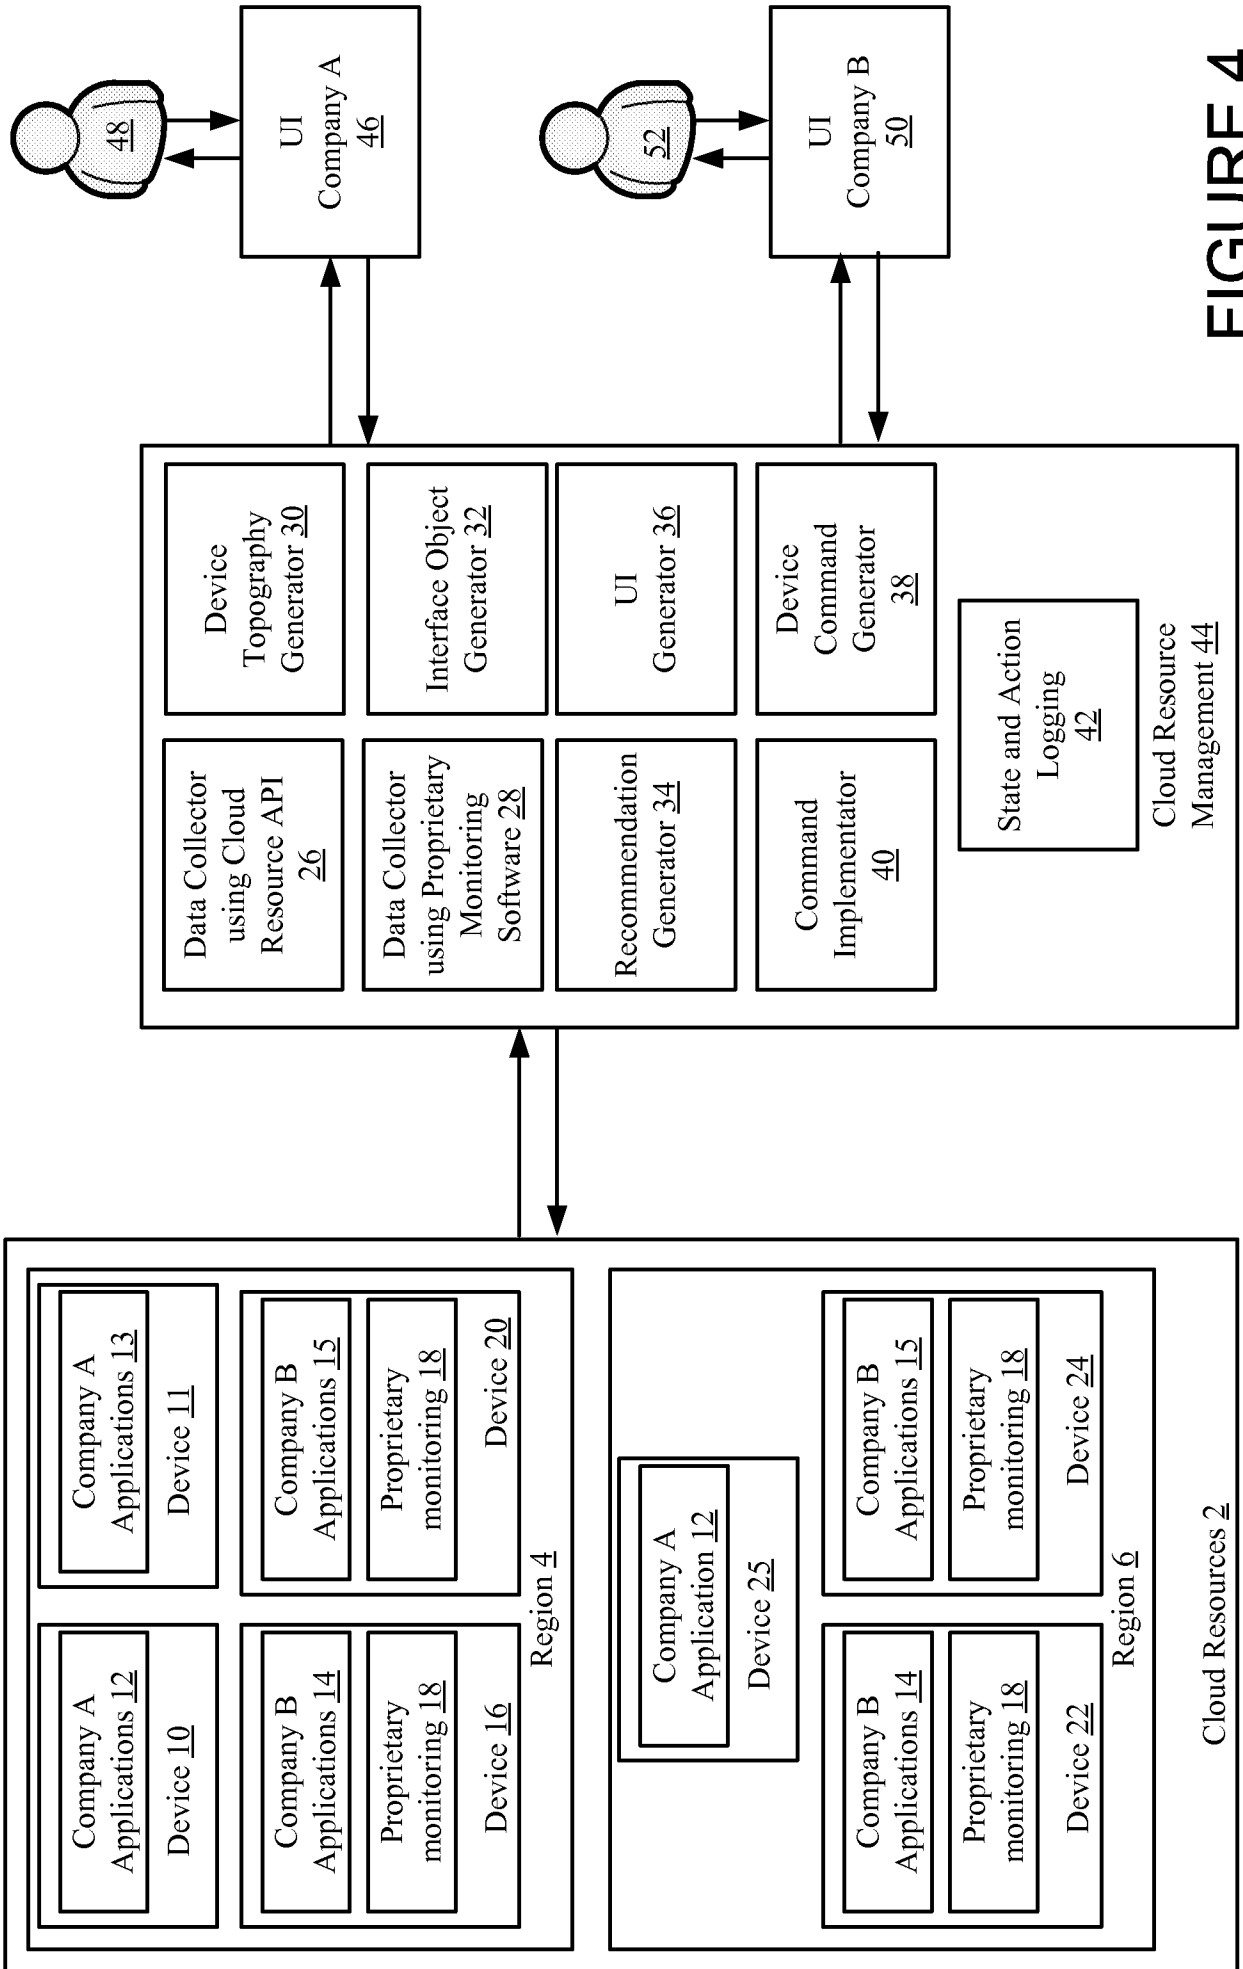 Company A
Applications 12
Device 10
Company A
Applications 13
Device 11
Company B
Applications 14
Proprietary
monitoring 18
Device 16
Company B
Applications 15
Proprietary
monitoring 18
Device 20
Region 4
Company A
Application 12
Device 25
Company B
Applications 14
Proprietary
monitoring 18
Device 22
Company B
Applications 15
Proprietary
monitoring 18
Device 24
Region 6
Cloud Resources 2
Data Collector
using Cloud
Resource API
26
Device
Topography
Generator 30
Data Collector
using Proprietary
Monitoring
Software 28
Interface Object
Generator 32
Recommendation
Generator 34
UI
Generator 36
Command
Implementator
40
Device
Command
Generator
38
State and Action
Logging
42
Cloud Resource
Management 44
48
UI
Company A
46
52
UI
Company B
50
FIGURE 4